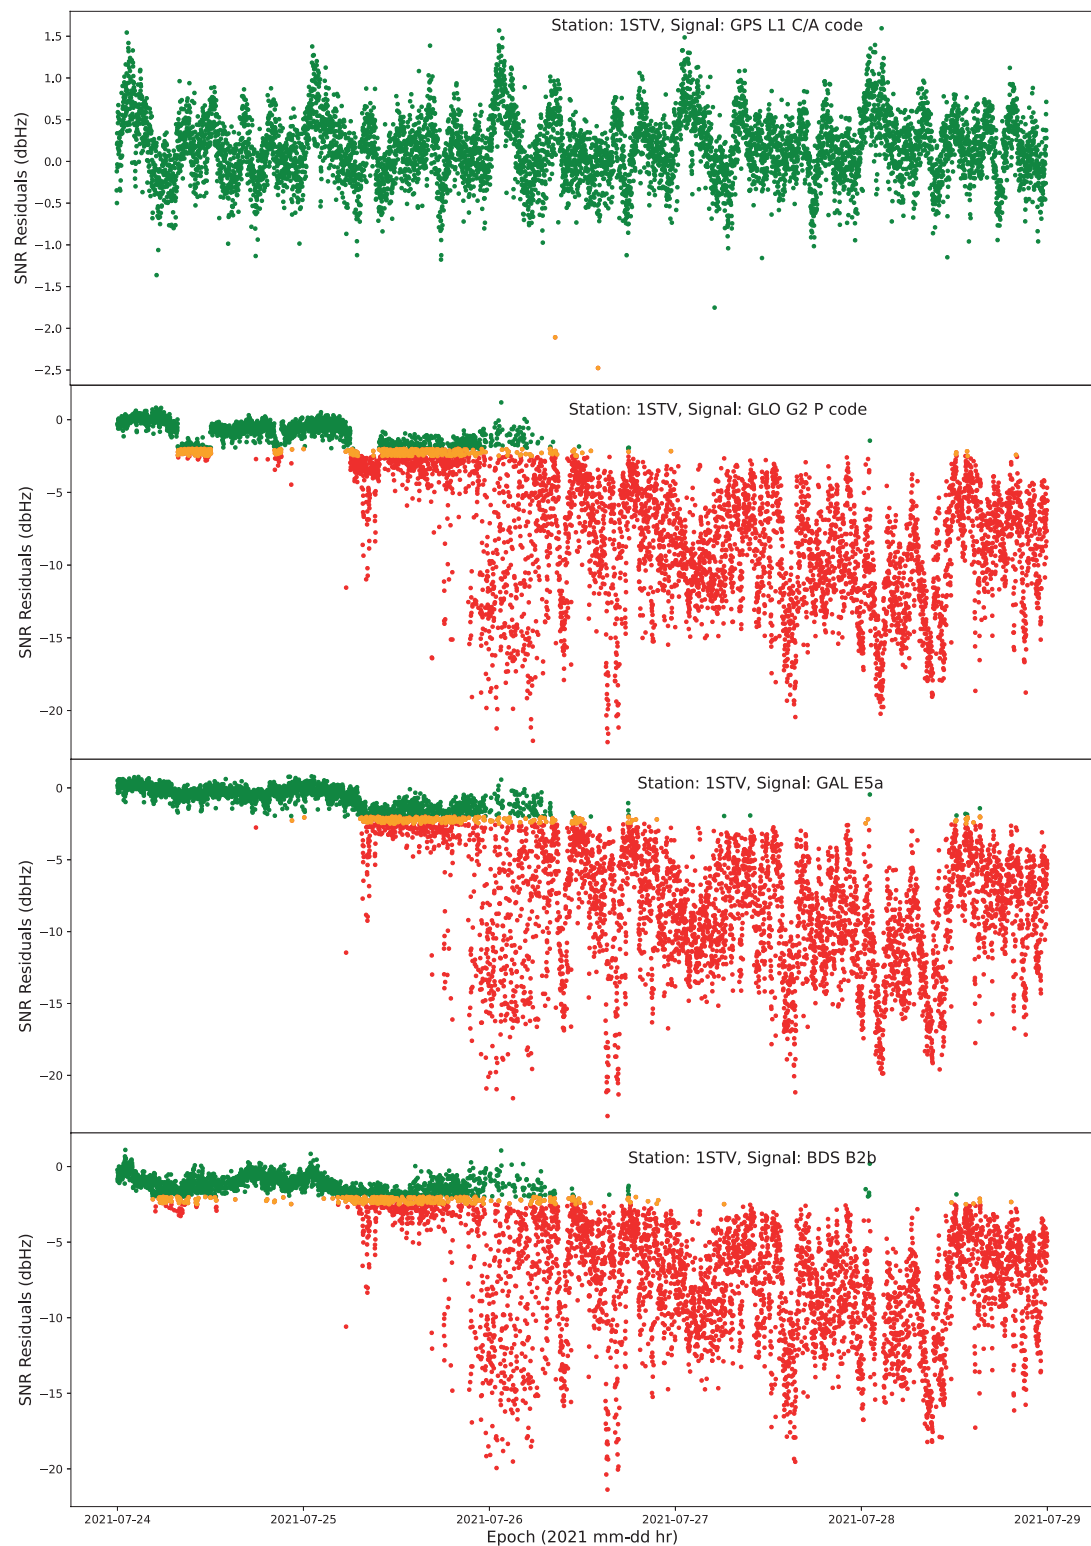 Station: 1STV, Signal: GPS L1 C/A code
1.5
1.0
0.5
0.0
−0.5
−1.0
−1.5
−2.0
−2.5
SNR Residuals (dbHz)
Station: 1STV, Signal: GLO G2 P code
0
−5
−10
−15
−20
SNR Residuals (dbHz)
Station: 1STV, Signal: GAL E5a
0
−5
−10
−15
−20
SNR Residuals (dbHz)
Station: 1STV, Signal: BDS B2b
0
−5
−10
−15
−20
SNR Residuals (dbHz)
2021-07-24 2021-07-25 2021-07-26 2021-07-27 2021-07-28 2021-07-29
Epoch (2021 mm-dd hr)